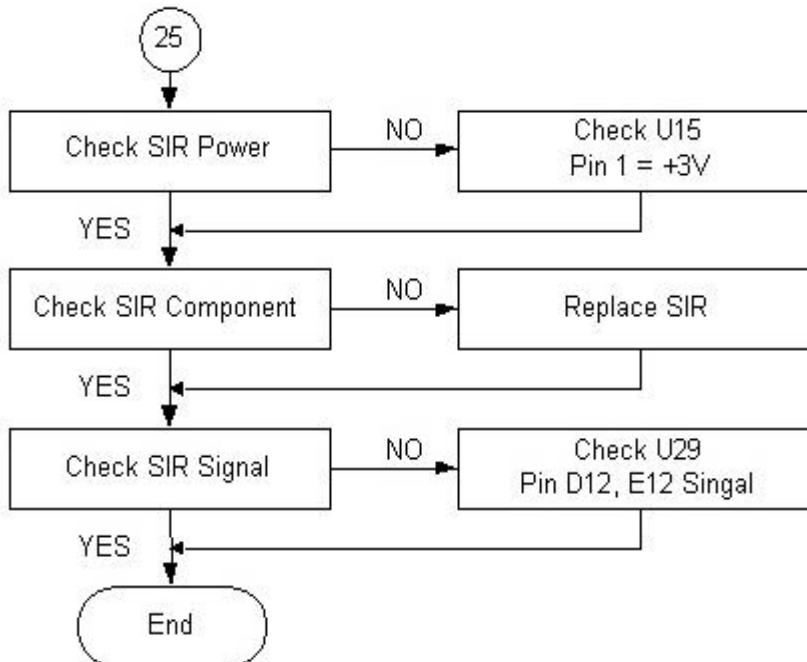 25
Check SIR Power
NO
Check U15
Pin 1 = +3V
YES
Check SIR Component
NO
Replace SIR
YES
Check SIR Signal
NO
Check U29
Pin D12, E12 Singal
YES
End